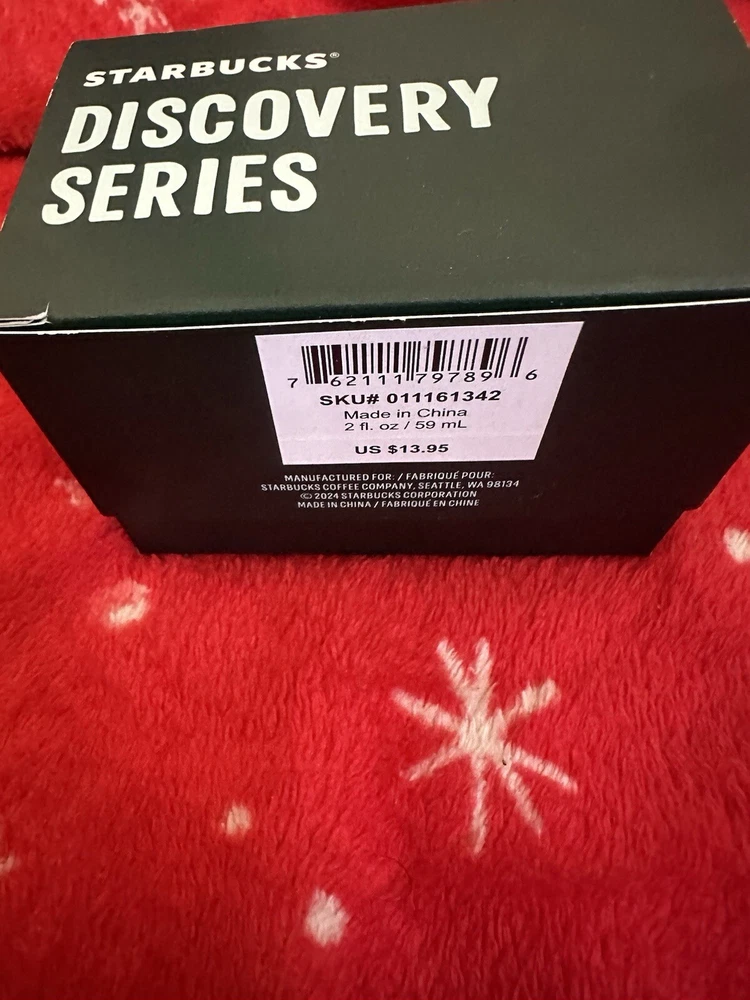 STARBUCKS®
DISCOVERY
SERIES
7 62111 79789 6
SKU# 011161342
Made in China
2 fl. oz / 59 mL
US $13.95
MANUFACTURED FOR: / FABRIQUÉ POUR:
STARBUCKS COFFEE COMPANY, SEATTLE, WA 98134
© 2024 STARBUCKS CORPORATION
MADE IN CHINA / FABRIQUÉ EN CHINE